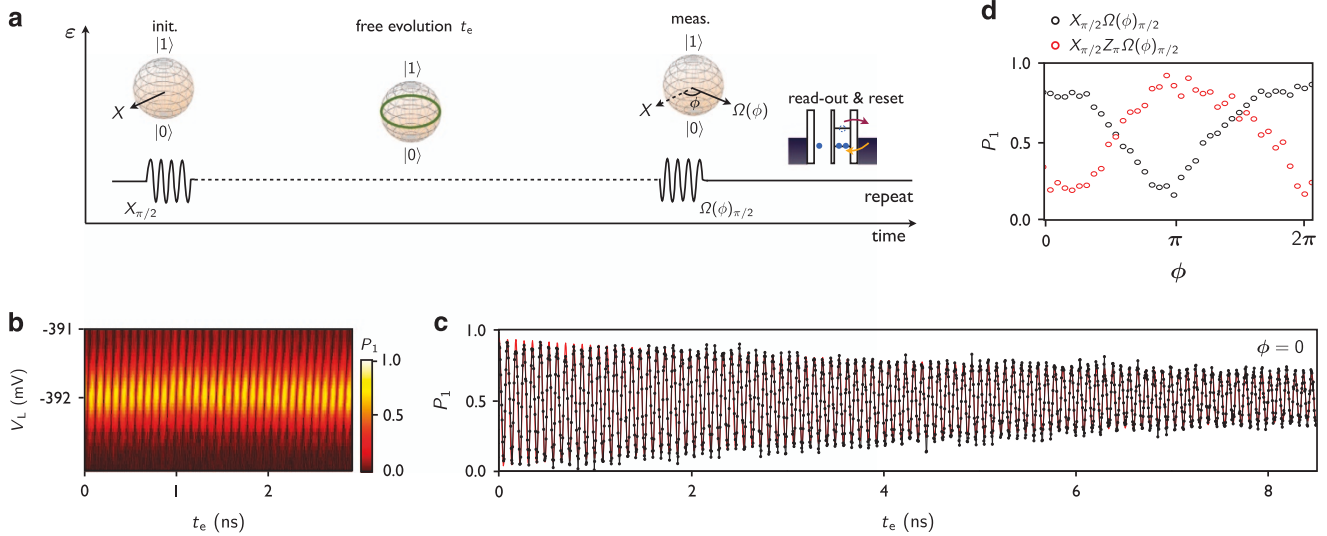 a
ε
init.
free evolution tₑ
meas.
|1⟩
|1⟩
|1⟩
X
X
ϕ
Ω(ϕ)
|0⟩
|0⟩
|0⟩
read-out & reset
X_{π/2}
Ω(ϕ)_{π/2}
repeat
time
d
X_{π/2}Ω(ϕ)_{π/2}
X_{π/2}Z_πΩ(ϕ)_{π/2}
1.0
0.5
0.0
P₁
0 π 2π
ϕ
b
-391
-392
V_L (mV)
P₁
1.0
0.5
0.0
0 1 2
tₑ (ns)
c
1.0
0.5
0.0
P₁
ϕ = 0
0 2 4 6 8
tₑ (ns)